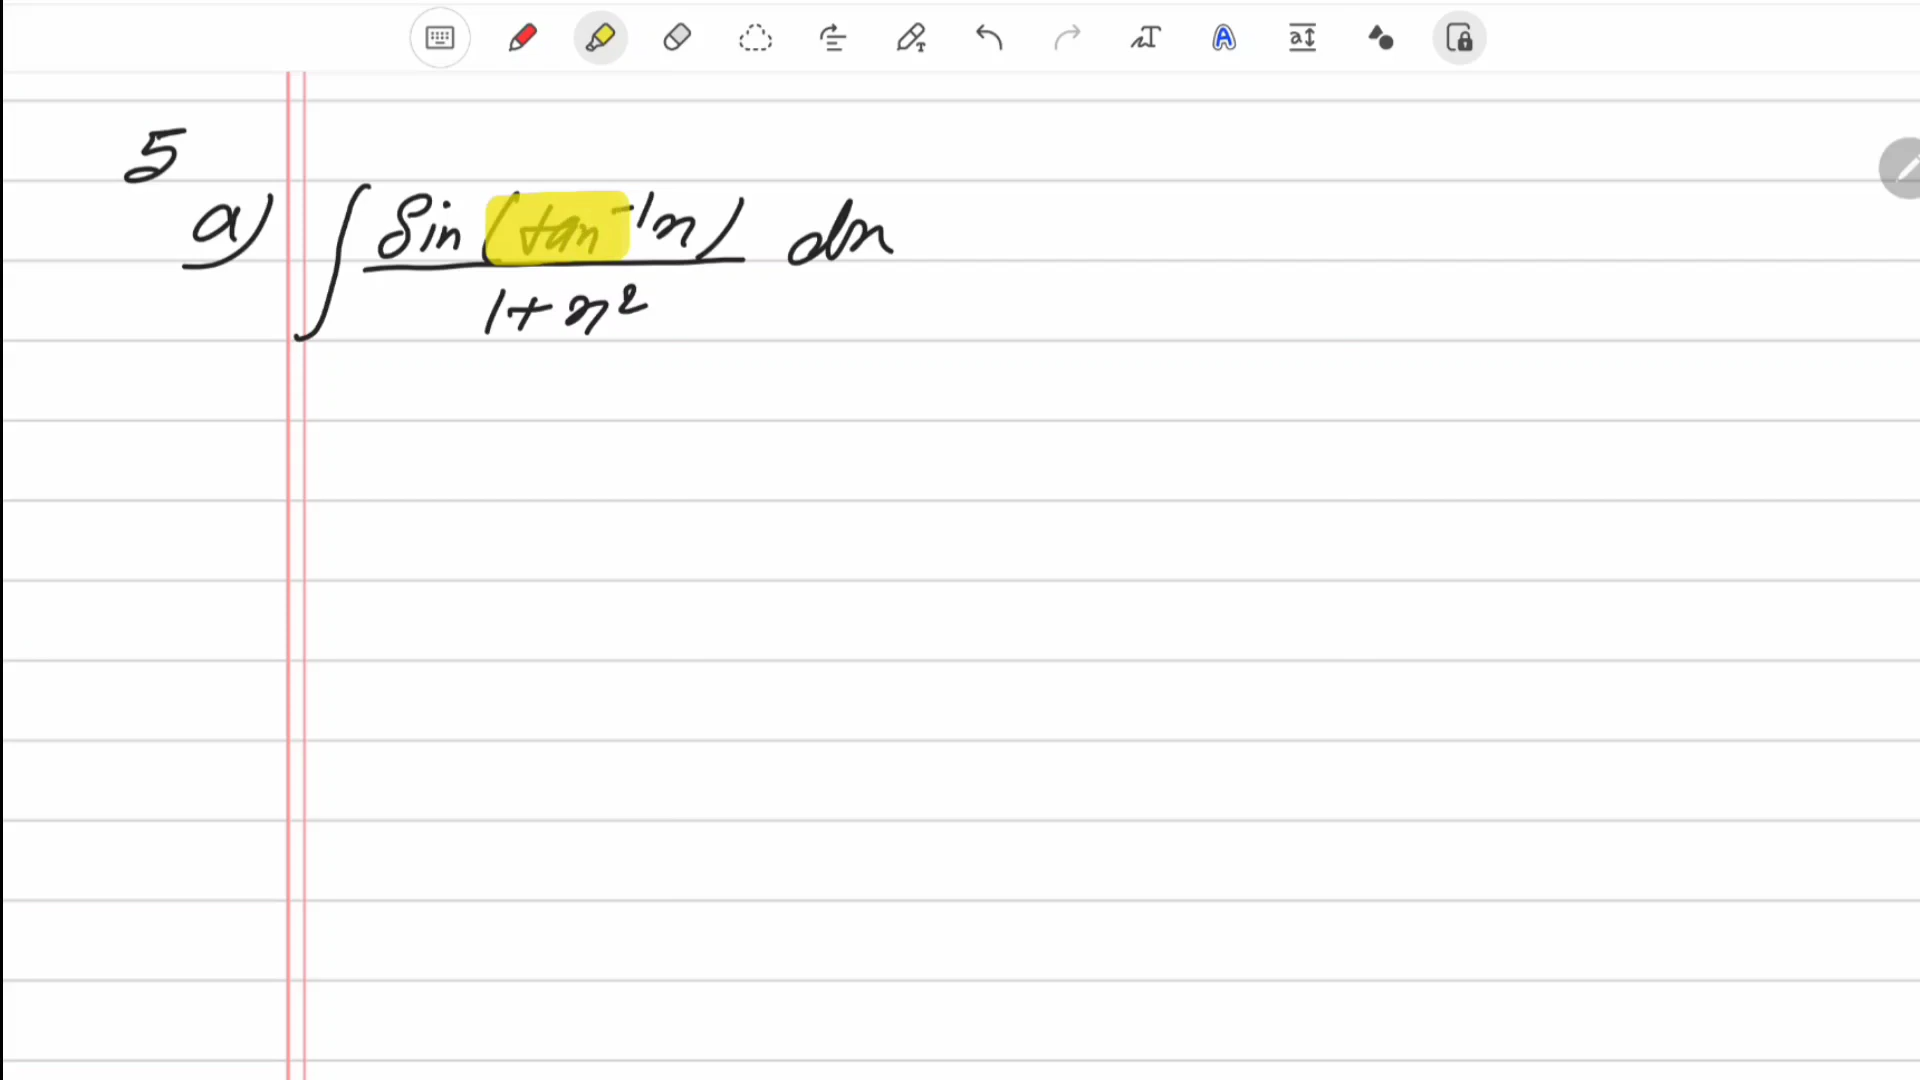 5
a) ∫ sin (tan⁻¹x) / 1+x² dx